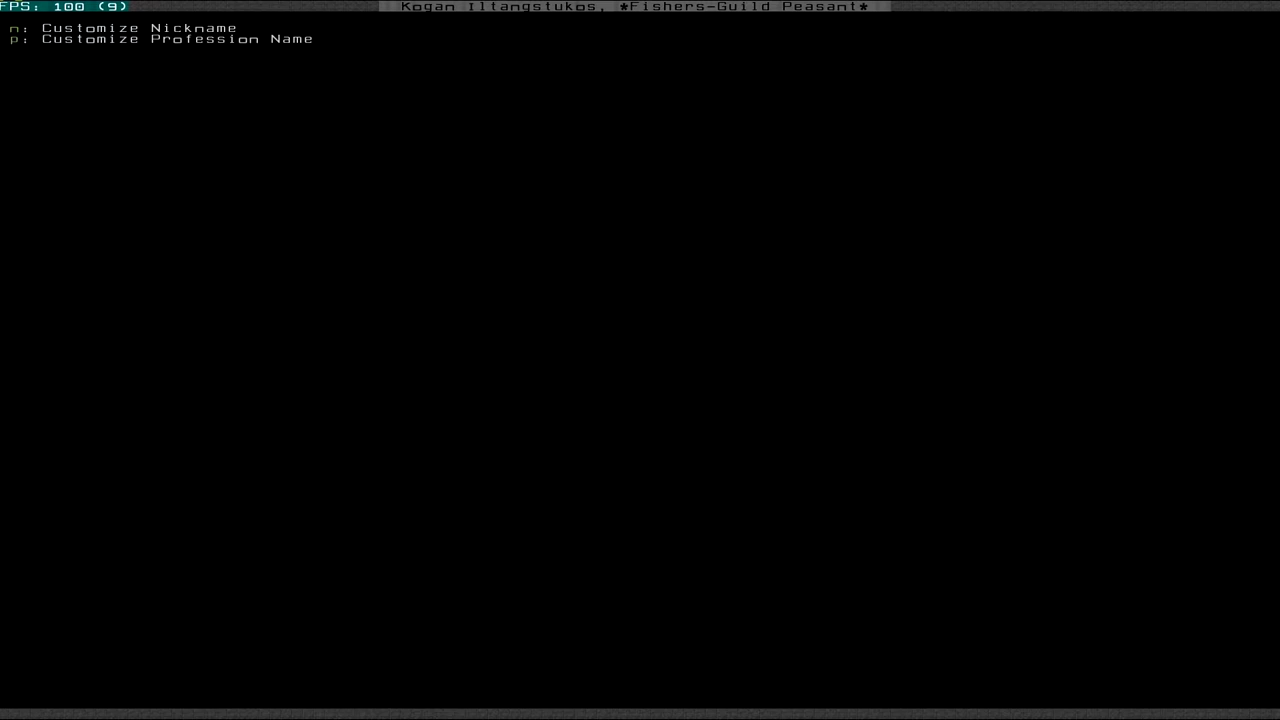 FPS: 100 (9) Kogan Iltangstukos, *Fishers-Guild Peasant*
n: Customize Nickname
p: Customize Profession Name